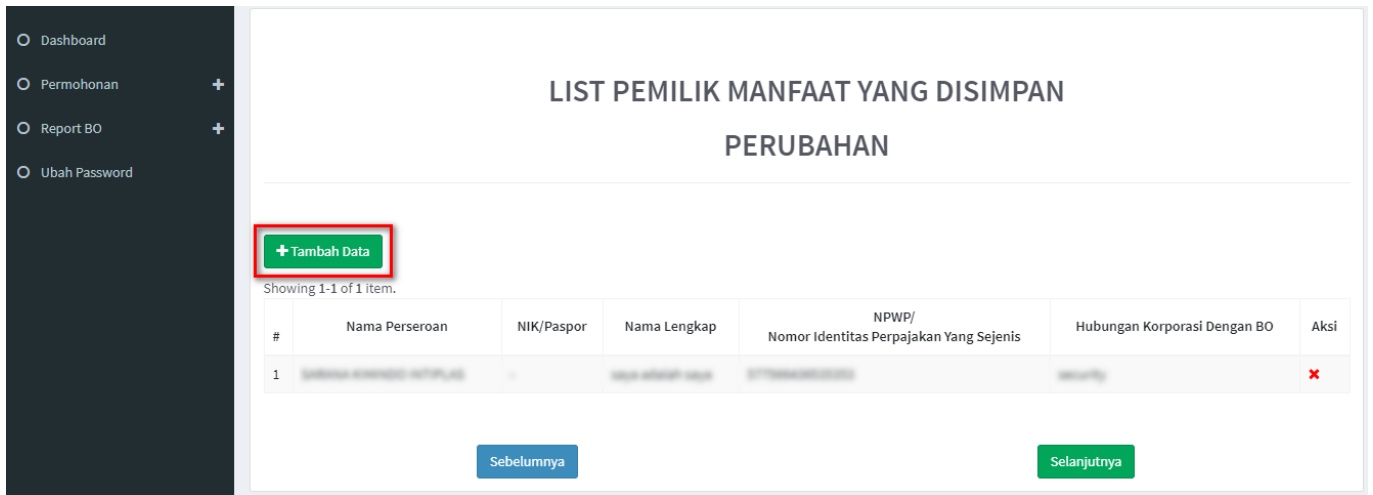 Dashboard
Permohonan
Report BO
Ubah Password
LIST PEMILIK MANFAAT YANG DISIMPAN
PERUBAHAN
Tambah Data
Showing 1-1 of 1 item.
# Nama Perseroan NIK/Paspor Nama Lengkap NPWP/
Nomor Identitas Perpajakan Yang Sejenis Hubungan Korporasi Dengan BO Aksi
1
Sebelumnya Selanjutnya